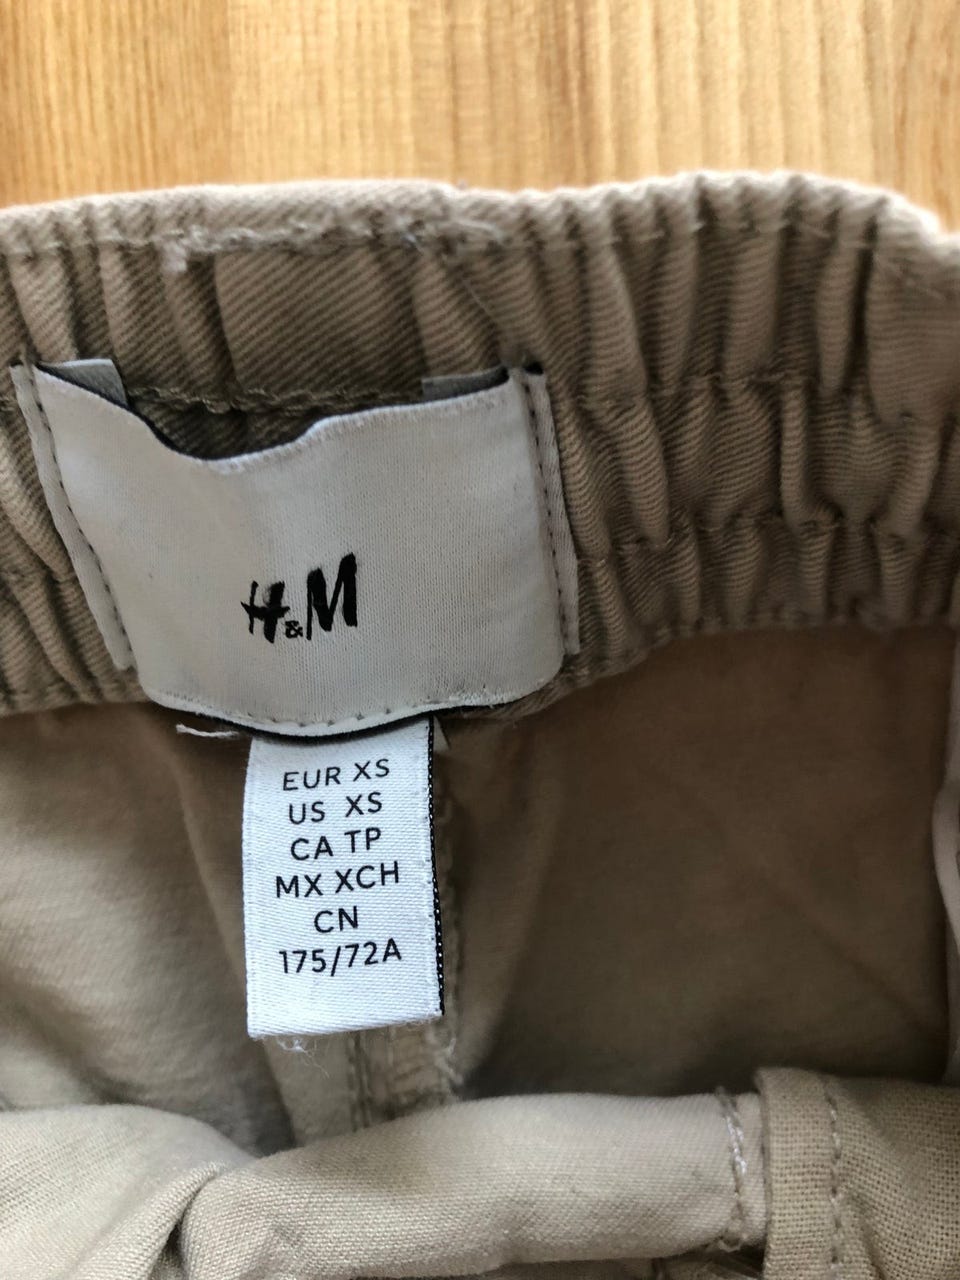 H&M
EUR XS
US XS
CA TP
MX XCH
CN
175/72A